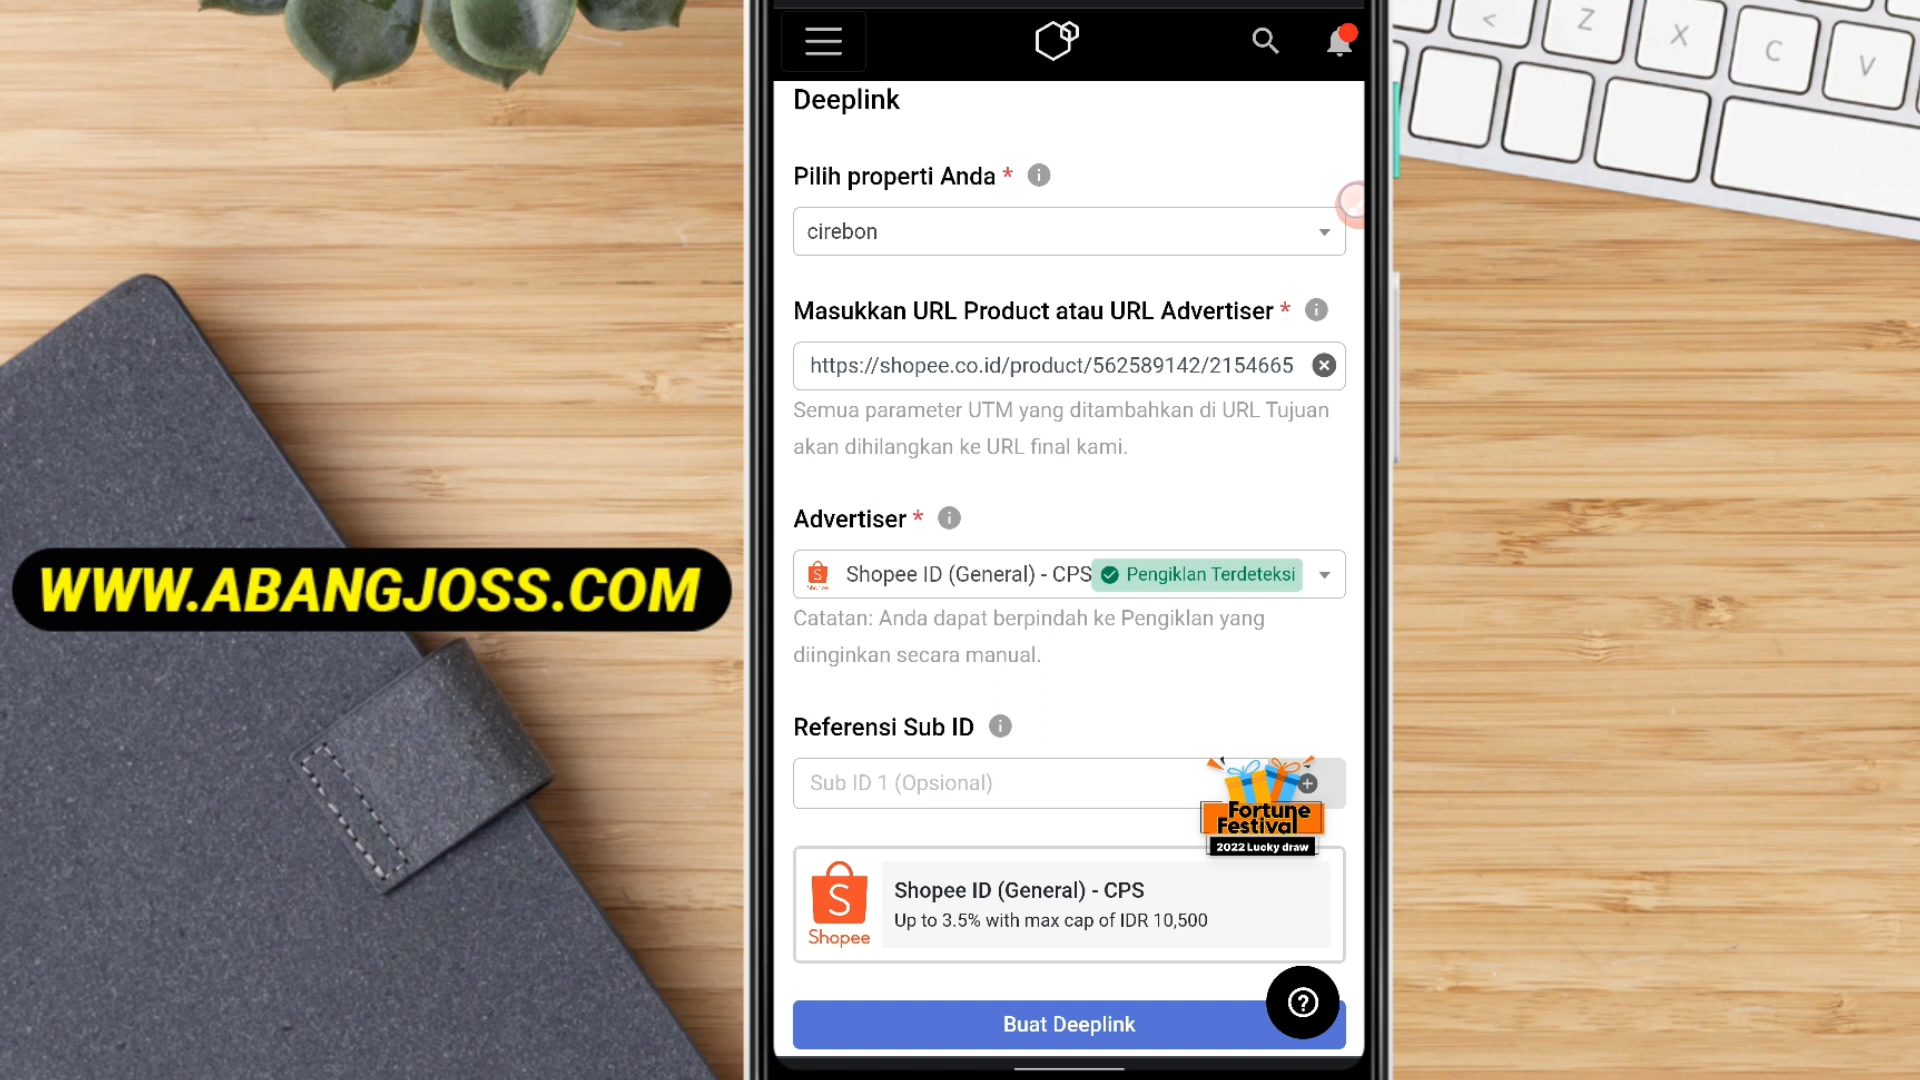 Deeplink
Pilih properti Anda *
cirebon
Masukkan URL Product atau URL Advertiser *
https://shopee.co.id/product/562589142/2154665
Semua parameter UTM yang ditambahkan di URL Tujuan
akan dihilangkan ke URL final kami.
Advertiser *
Shopee ID (General) - CPS Pengiklan Terdeteksi
Catatan: Anda dapat berpindah ke Pengiklan yang
diinginkan secara manual.
WWW.ABANGJOSS.COM
Referensi Sub ID
Sub ID 1 (Opsional)
Fortune
Festival
2022 Lucky draw
Shopee
Shopee ID (General) - CPS
Up to 3.5% with max cap of IDR 10,500
Buat Deeplink
<
Z
X
C
V